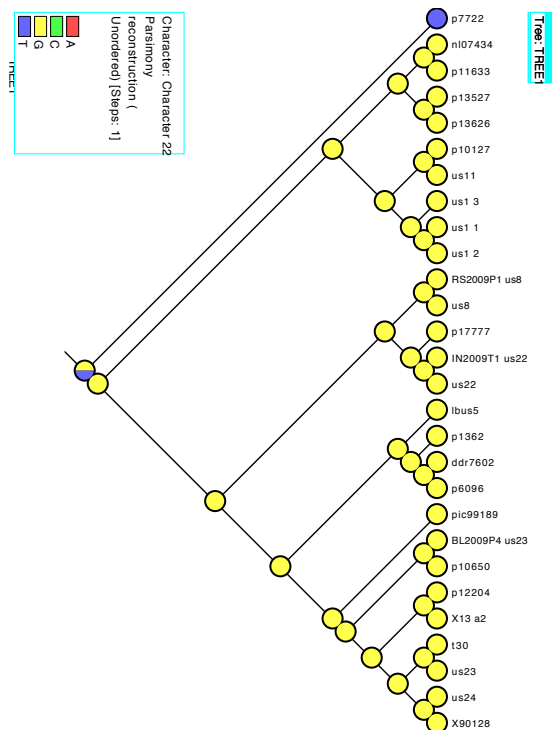 Tree: TREE1
Character: Character 22
Parsimony
reconstruction (
Unordered) [Steps: 1]
A
C
G
T
p7722
nl07434
p11633
p13527
p13626
p10127
us11
us1 3
us1 1
us1 2
RS2009P1 us8
us8
p17777
IN2009T1 us22
us22
lbus5
p1362
ddr7602
p6096
pic99189
BL2009P4 us23
p10650
p12204
X13 a2
t30
us23
us24
X90128